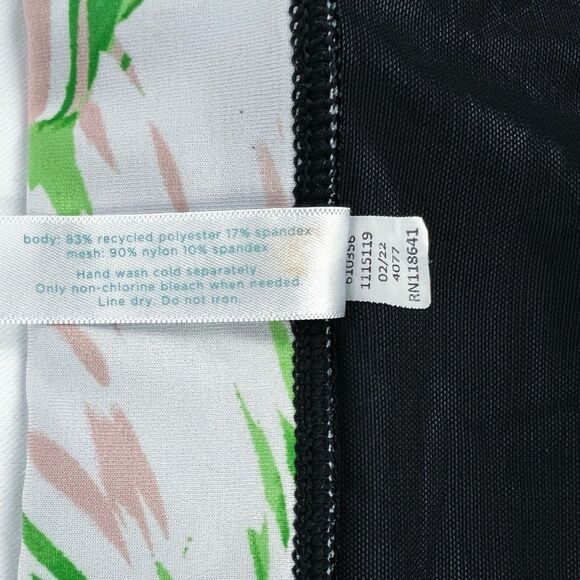 body: 83% recycled polyester 17% spandex
mesh: 90% nylon 10% spandex
Hand wash cold separately.
Only non-chlorine bleach when needed.
Line dry. Do not iron.
610356
1115119
02/22
4077
RN118641